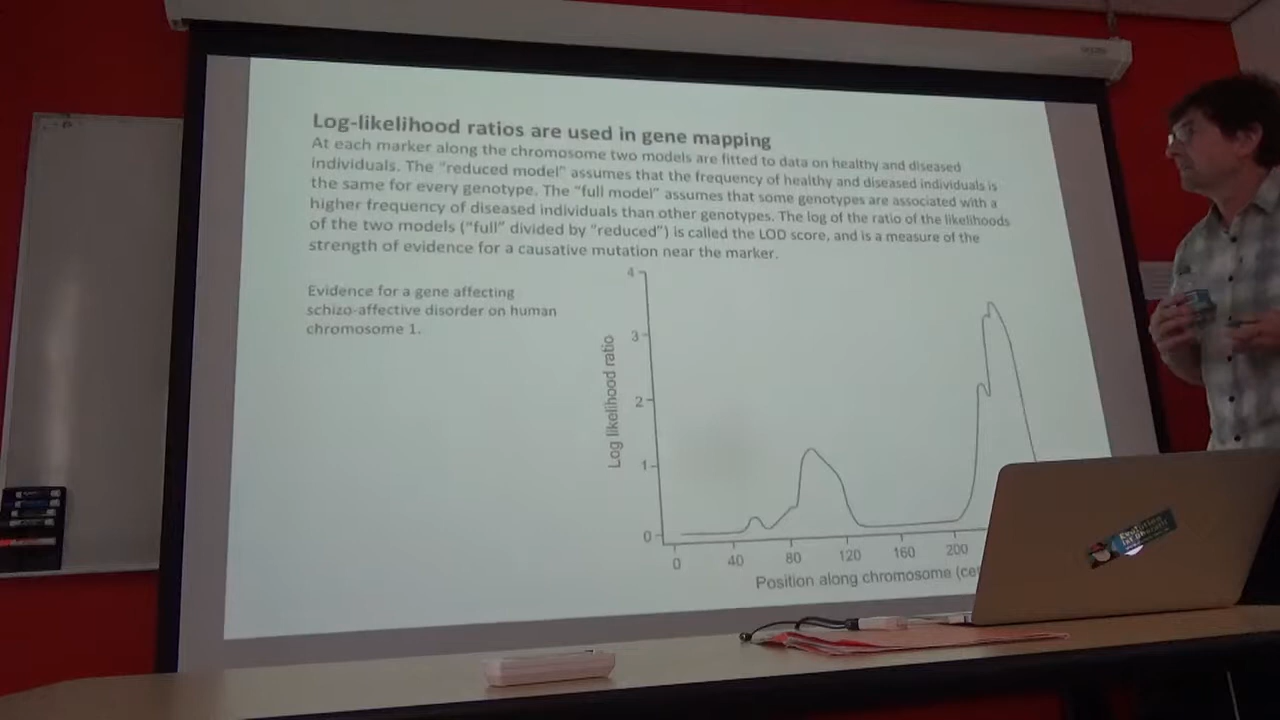 Log-likelihood ratios are used in gene mapping
At each marker along the chromosome two models are fitted to data on healthy and diseased
individuals. The “reduced model” assumes that the frequency of healthy and diseased individuals is
the same for every genotype. The “full model” assumes that some genotypes are associated with a
higher frequency of diseased individuals than other genotypes. The log of the ratio of the likelihoods
of the two models (“full” divided by “reduced”) is called the LOD score, and is a measure of the
strength of evidence for a causative mutation near the marker.
Evidence for a gene affecting
schizo-affective disorder on human
chromosome 1.
Log likelihood ratio
4
3
2
1
0
0 40 80 120 160 200
Position along chromosome (ce
Evolution